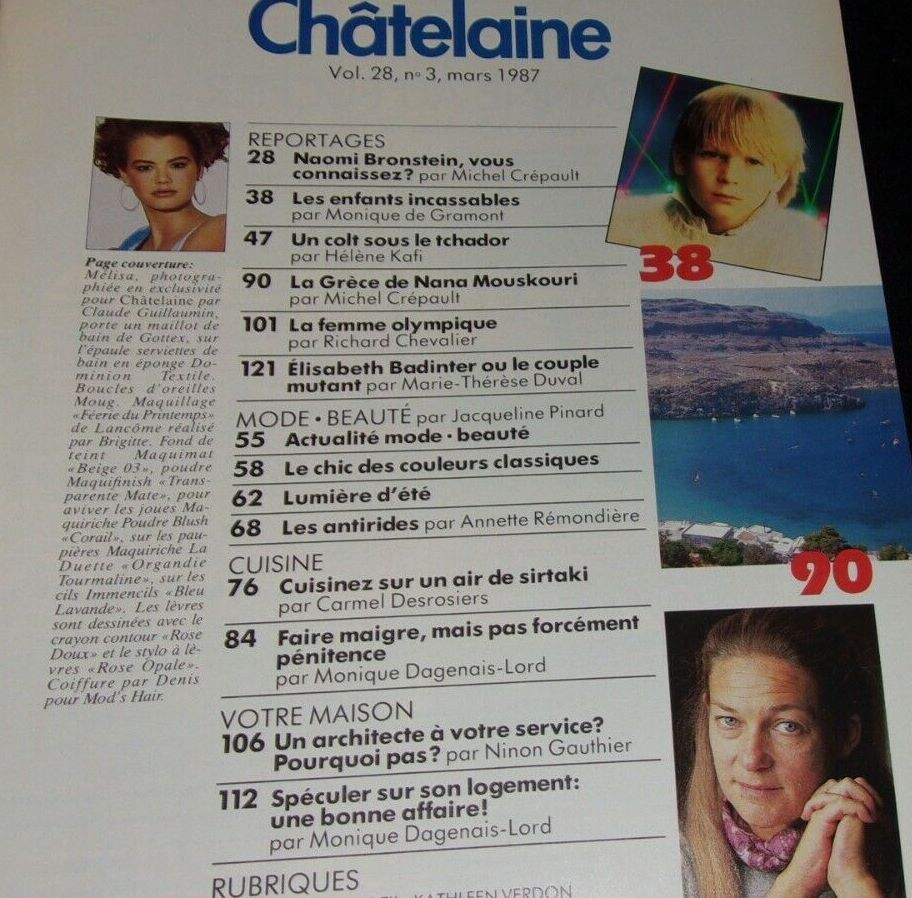 Châtelaine
Vol. 28, nº 3, mars 1987
REPORTAGES
28 Naomi Bronstein, vous
connaissez? par Michel Crépault
38 Les enfants incassables
par Monique de Gramont
47 Un colt sous le tchador
par Hélène Kafi
90 La Grèce de Nana Mouskouri
par Michel Crépault
101 La femme olympique
par Richard Chevalier
121 Élisabeth Badinter ou le couple
mutant par Marie-Thérèse Duval
MODE • BEAUTÉ par Jacqueline Pinard
55 Actualité mode • beauté
58 Le chic des couleurs classiques
62 Lumière d'été
68 Les antirides par Annette Rémondière
CUISINE
76 Cuisinez sur un air de sirtaki
par Carmel Desrosiers
84 Faire maigre, mais pas forcément
pénitence
par Monique Dagenais-Lord
VOTRE MAISON
106 Un architecte à votre service?
Pourquoi pas? par Ninon Gauthier
112 Spéculer sur son logement:
une bonne affaire!
par Monique Dagenais-Lord
RUBRIQUES
KATHLEEN VERDON
Page couverture:
Mélisa, photogra-
phiée en exclusivité
pour Châtelaine par
Claude Guillaumin,
porte un maillot de
bain de Gottex, sur
l'épaule serviettes de
bain en éponge Do-
minion Textile.
Boucles d'oreilles
Moug. Maquillage
«Féerie du Printemps»
de Lancôme réalisé
par Brigitte. Fond de
teint Maquimat
«Beige 03», poudre
Maquifinish «Trans-
parente Mate», pour
aviver les joues Ma-
quiriche Poudre Blush
«Corail», sur les pau-
pières Maquiriche La
Duette «Organdie
Tourmaline», sur les
cils Immencils «Bleu
Lavande». Les lèvres
sont dessinées avec le
crayon contour «Rose
Doux» et le stylo à lè-
vres «Rose Opale».
Coiffure par Denis
pour Mod's Hair.
38
90